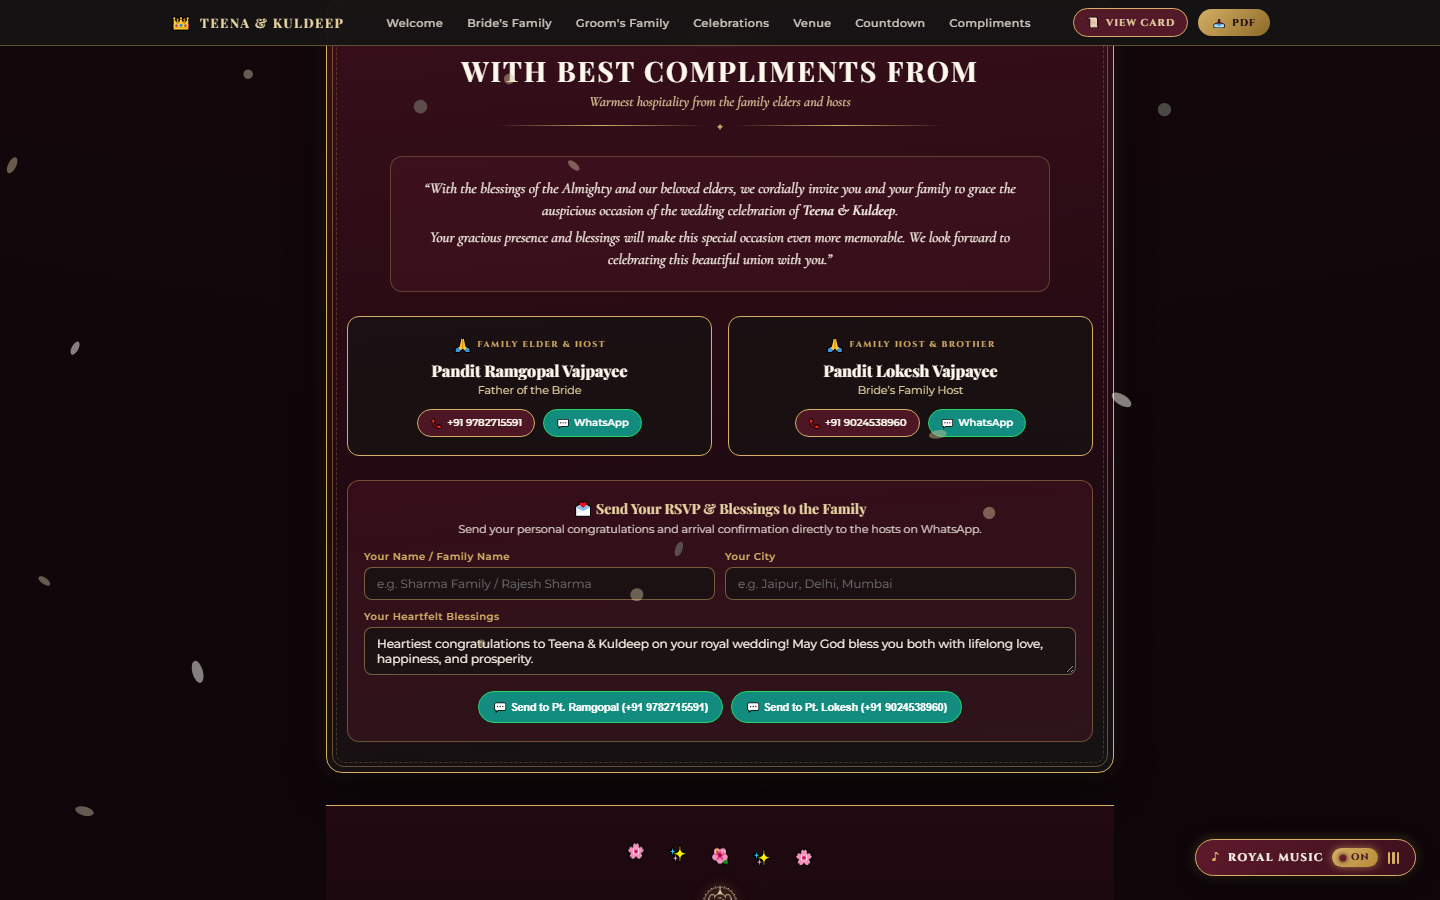 TEENA & KULDEEP
Welcome
Bride's Family
Groom's Family
Celebrations
Venue
Countdown
Compliments
VIEW CARD
PDF
WITH BEST COMPLIMENTS FROM
Warmest hospitality from the family elders and hosts
“With the blessings of the Almighty and our beloved elders, we cordially invite you and your family to grace the
auspicious occasion of the wedding celebration of Teena & Kuldeep.
Your gracious presence and blessings will make this special occasion even more memorable. We look forward to
celebrating this beautiful union with you.”
FAMILY ELDER & HOST
Pandit Ramgopal Vajpayee
Father of the Bride
+91 9782715591
WhatsApp
FAMILY HOST & BROTHER
Pandit Lokesh Vajpayee
Bride's Family Host
+91 9024538960
WhatsApp
Send Your RSVP & Blessings to the Family
Send your personal congratulations and arrival confirmation directly to the hosts on WhatsApp.
Your Name / Family Name
Your City
e.g. Sharma Family / Rajesh Sharma
e.g. Jaipur, Delhi, Mumbai
Your Heartfelt Blessings
Heartiest congratulations to Teena & Kuldeep on your royal wedding! May God bless you both with lifelong love,
happiness, and prosperity.
Send to Pt. Ramgopal (+91 9782715591)
Send to Pt. Lokesh (+91 9024538960)
ROYAL MUSIC
ON